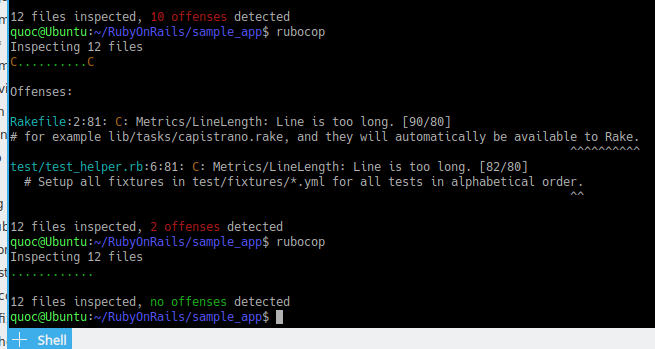 12 files inspected, 10 offenses detected
quoc@Ubuntu:~/RubyOnRails/sample_app$ rubocop
Inspecting 12 files
C..........C
Offenses:
Rakefile:2:81: C: Metrics/LineLength: Line is too long. [90/80]
# for example lib/tasks/capistrano.rake, and they will automatically be available to Rake.
^^^^^^^^^^
test/test_helper.rb:6:81: C: Metrics/LineLength: Line is too long. [82/80]
# Setup all fixtures in test/fixtures/*.yml for all tests in alphabetical order.
^^
12 files inspected, 2 offenses detected
quoc@Ubuntu:~/RubyOnRails/sample_app$ rubocop
Inspecting 12 files
............
12 files inspected, no offenses detected
quoc@Ubuntu:~/RubyOnRails/sample_app$
Shell